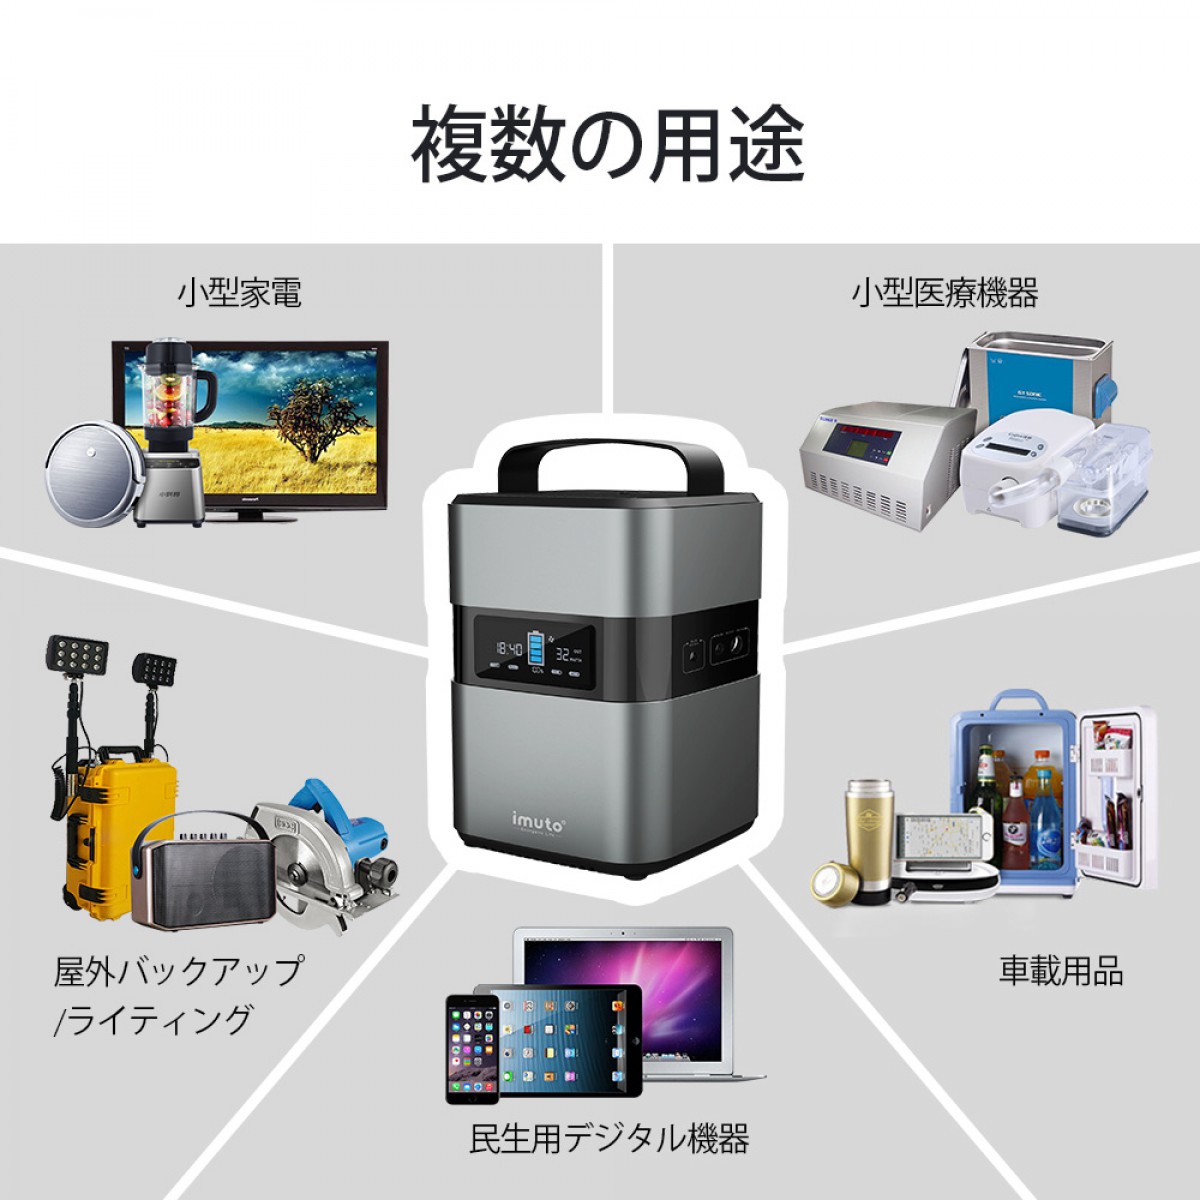 複数の用途
小型家電
小型医療機器
18:40
32
imuto
屋外バックアップ
/ライティング
車載用品
民生用デジタル機器